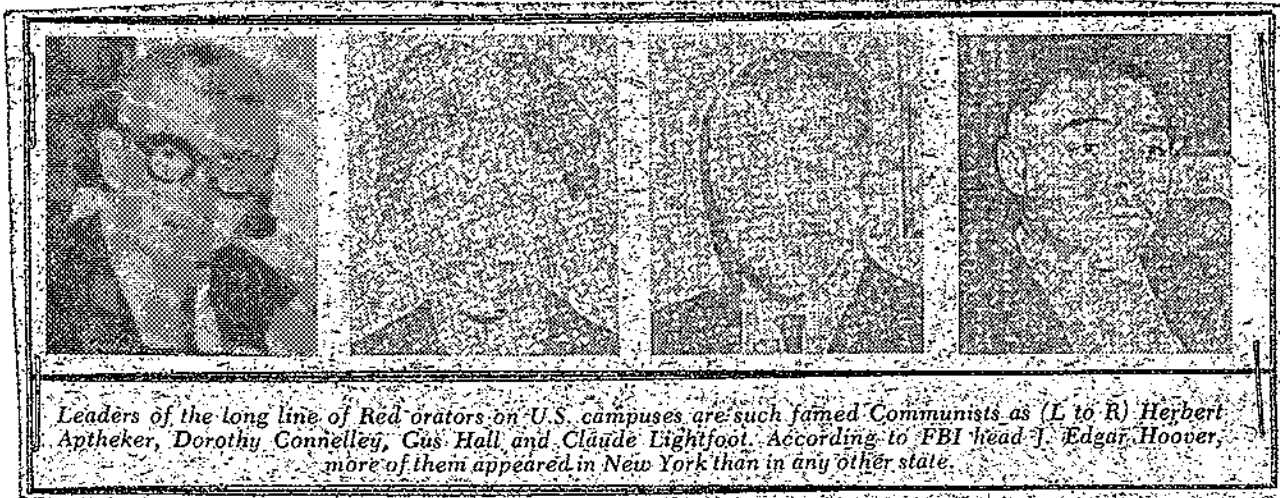 Leaders of the long line of Red orators on U.S. campuses are such famed Communists as (L to R) Herbert
Aptheker, Dorothy Connelley, Gus Hall and Claude Lightfoot. According to FBI head J. Edgar Hoover,
more of them appeared in New York than in any other state.